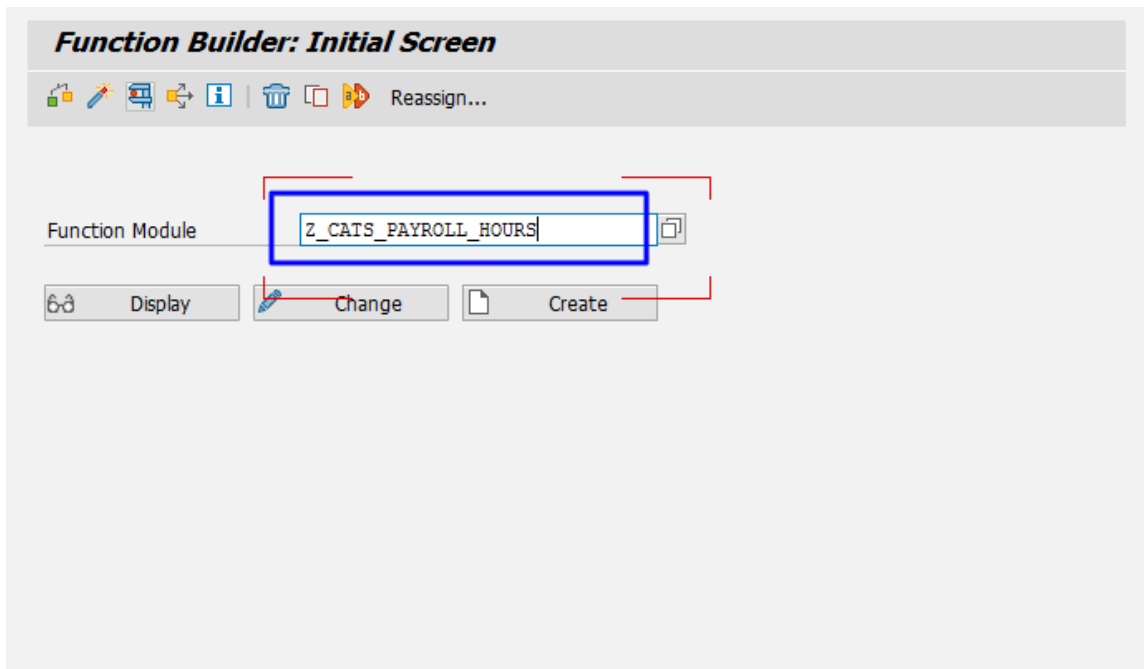 Function Builder: Initial Screen
Reassign...
Function Module Z_CATS_PAYROLL_HOURS
Display Change Create